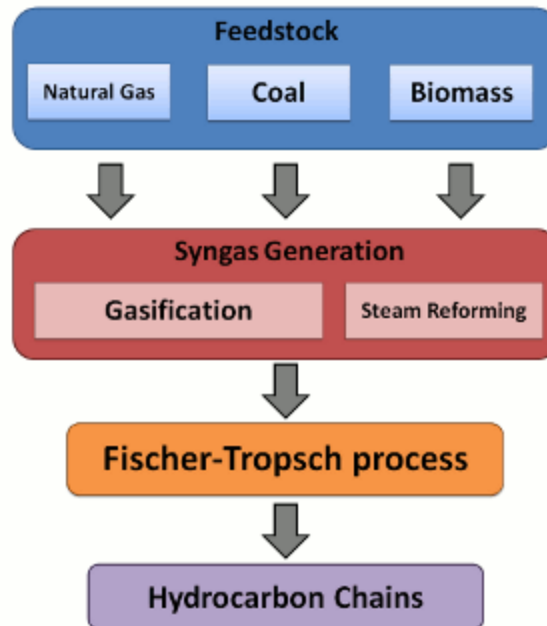 Feedstock
Natural Gas
Coal
Biomass
Syngas Generation
Gasification
Steam Reforming
Fischer-Tropsch process
Hydrocarbon Chains